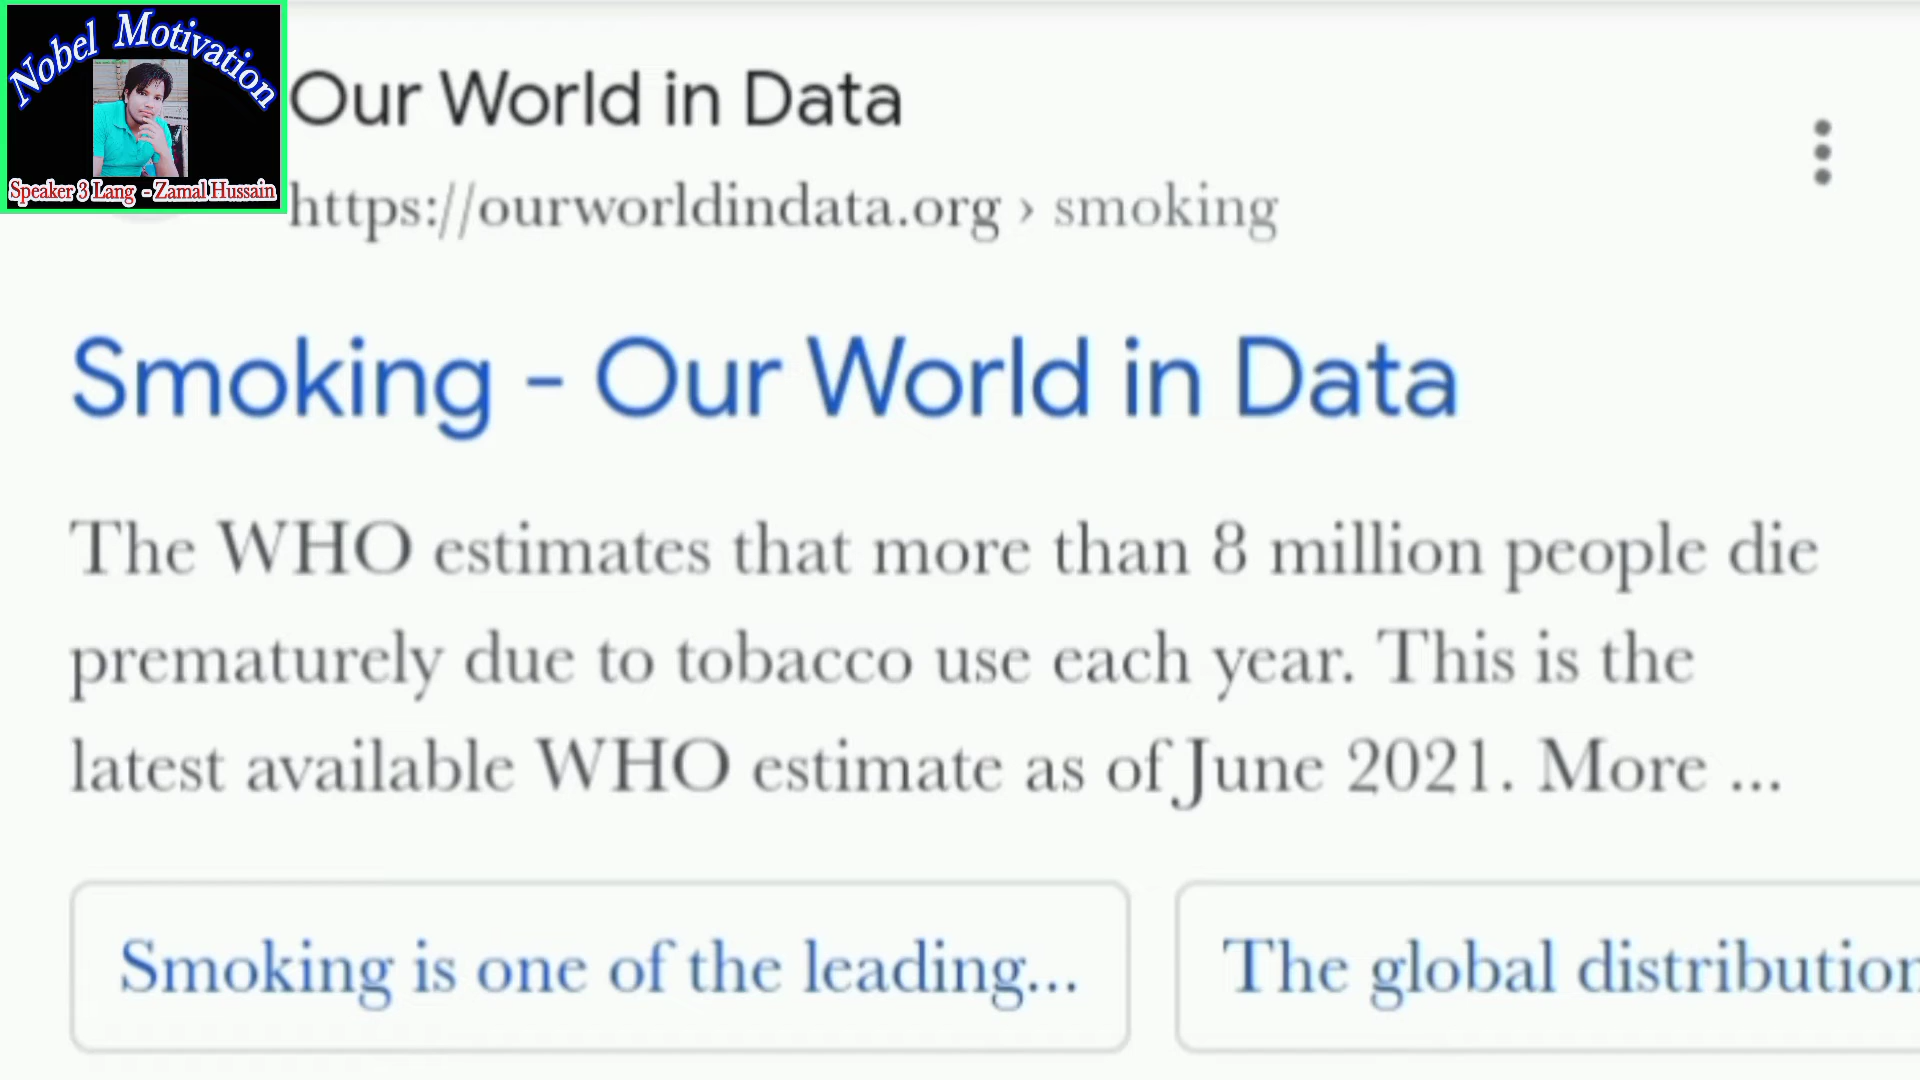 Nobel Motivation
Speaker 3 Lang - Zamal Hussain
Our World in Data
https://ourworldindata.org › smoking
Smoking - Our World in Data
The WHO estimates that more than 8 million people die
prematurely due to tobacco use each year. This is the
latest available WHO estimate as of June 2021. More ...
Smoking is one of the leading...
The global distribution